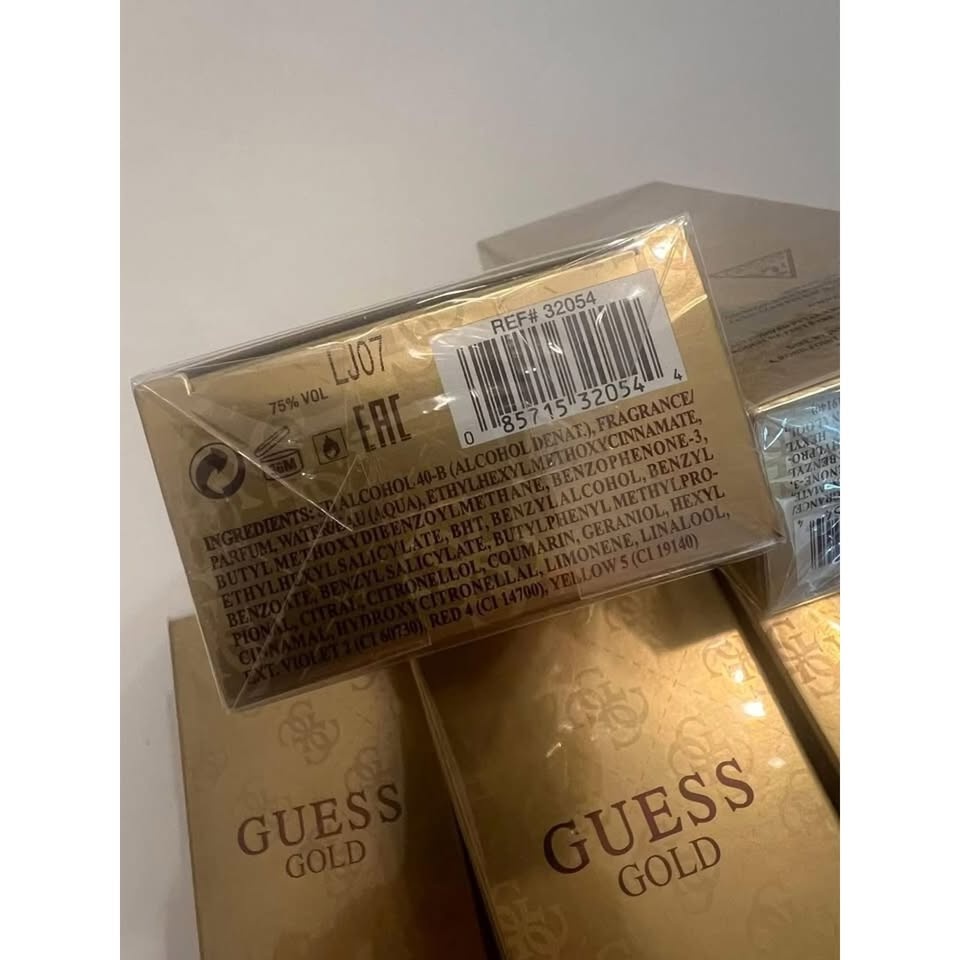 REF# 32054
LJ07
75% VOL
EAC
0 85715 32054 4
INGREDIENTS: ALCOHOL 40-B (ALCOHOL DENAT.), FRAGRANCE/
PARFUM, WATER (AQUA), ETHYLHEXYL METHOXYCINNAMATE,
BUTYL METHOXYDIBENZOYLMETHANE, BENZOPHENONE-3,
ETHYLHEXYL SALICYLATE, BHT, BENZYL ALCOHOL, BENZYL
BENZOATE, BENZYL SALICYLATE, BUTYLPHENYL METHYLPRO-
PIONAL, CITRAL, CITRONELLOL, COUMARIN, GERANIOL, HEXYL
CINNAMAL, HYDROXYCITRONELLAL, LIMONENE, LINALOOL,
EXT. VIOLET 2 (CI 60730), RED 4 (CI 14700), YELLOW 5 (CI 19140)
GUESS
GOLD
GUESS
GOLD
GUESS